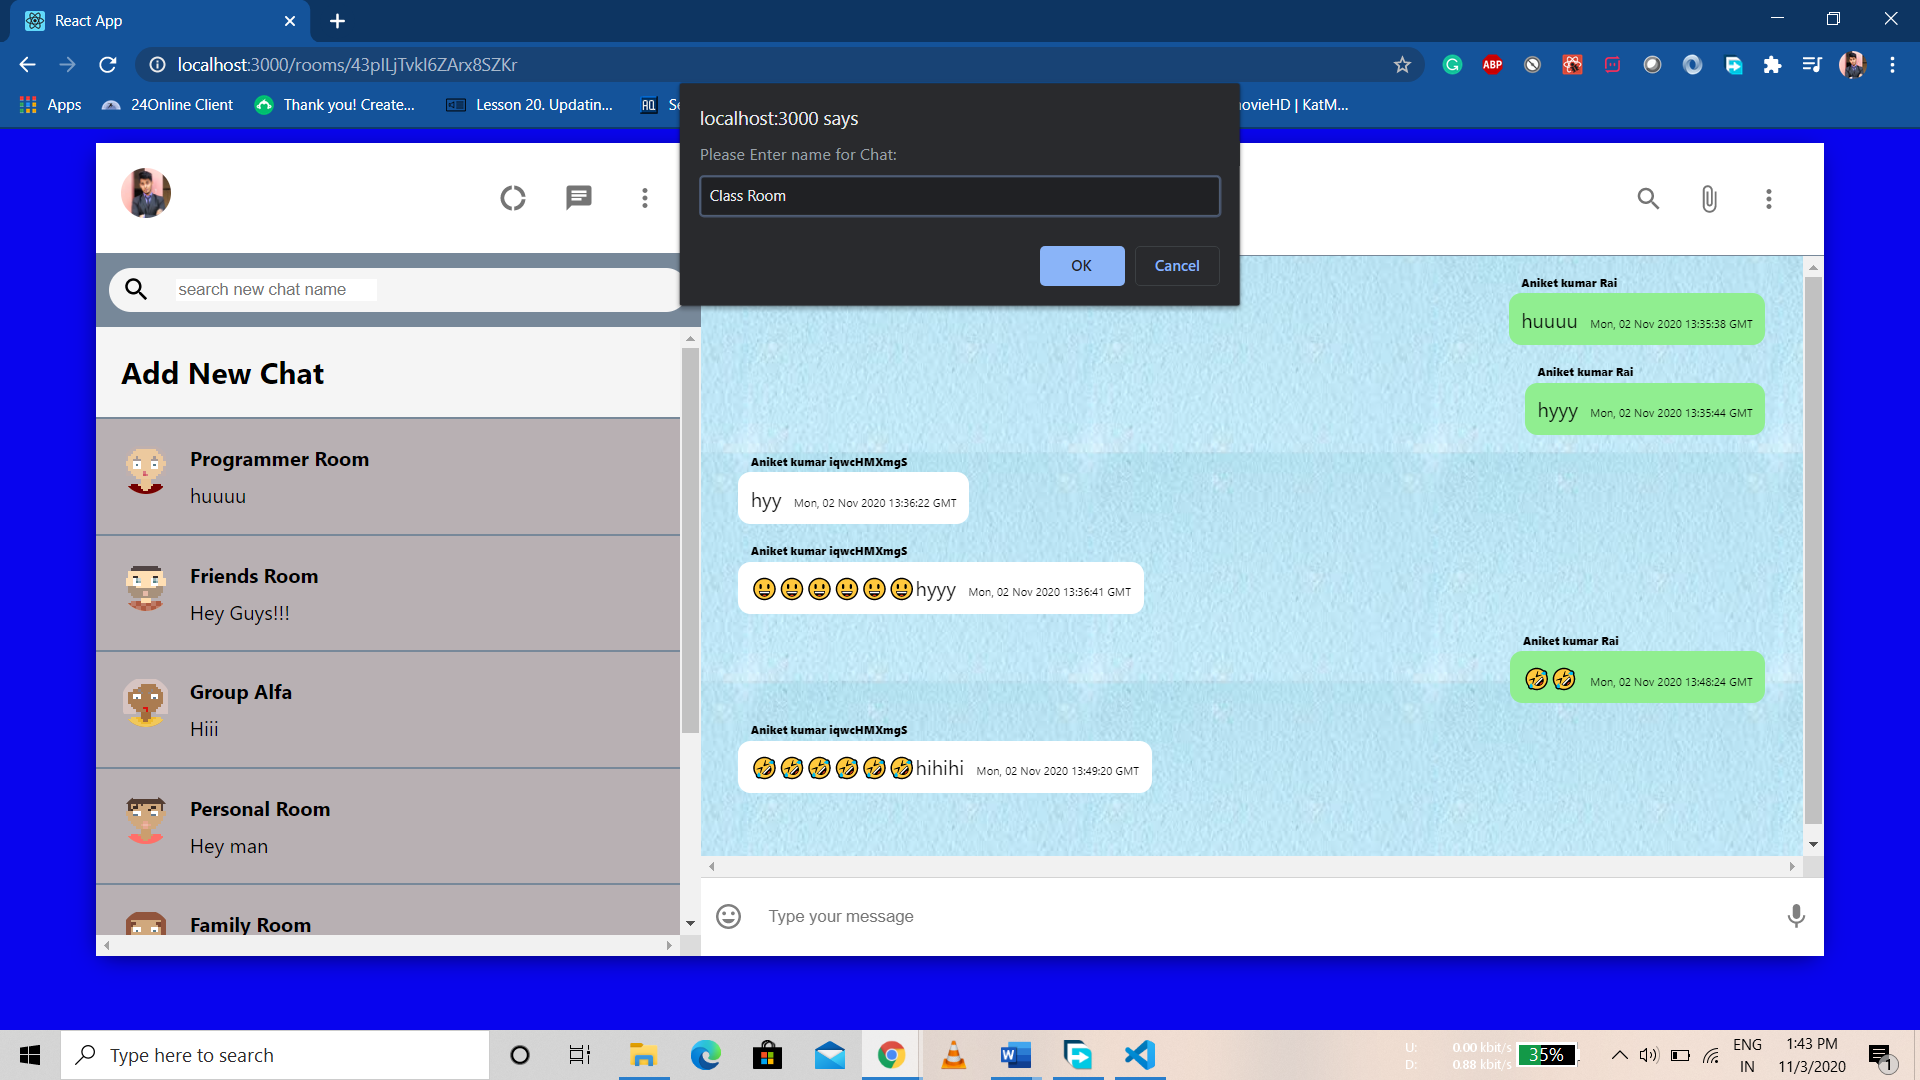 React App
localhost:3000/rooms/43pILjTvkI6ZArx8SZKr
ABP
Apps
24Online Client
Thank you! Create...
Lesson 20. Updatin...
AQ
Se
novieHD | KatM...
localhost:3000 says
Please Enter name for Chat:
Class Room
OK
Cancel
search new chat name
Add New Chat
Programmer Room
huuuu
Friends Room
Hey Guys!!!
Group Alfa
Hiii
Personal Room
Hey man
Family Room
Aniket kumar Rai
huuuu Mon, 02 Nov 2020 13:35:38 GMT
Aniket kumar Rai
hyyy Mon, 02 Nov 2020 13:35:44 GMT
Aniket kumar iqwcHMXmgS
hyy Mon, 02 Nov 2020 13:36:22 GMT
Aniket kumar iqwcHMXmgS
😃😃😃😃😃😃hyyy Mon, 02 Nov 2020 13:36:41 GMT
Aniket kumar Rai
🤣🤣 Mon, 02 Nov 2020 13:48:24 GMT
Aniket kumar iqwcHMXmgS
🤣🤣🤣🤣🤣🤣hihihi Mon, 02 Nov 2020 13:49:20 GMT
Type your message
Type here to search
U: 0.00 kbit/s
D: 0.88 kbit/s
35%
ENG
IN
1:43 PM
11/3/2020
1